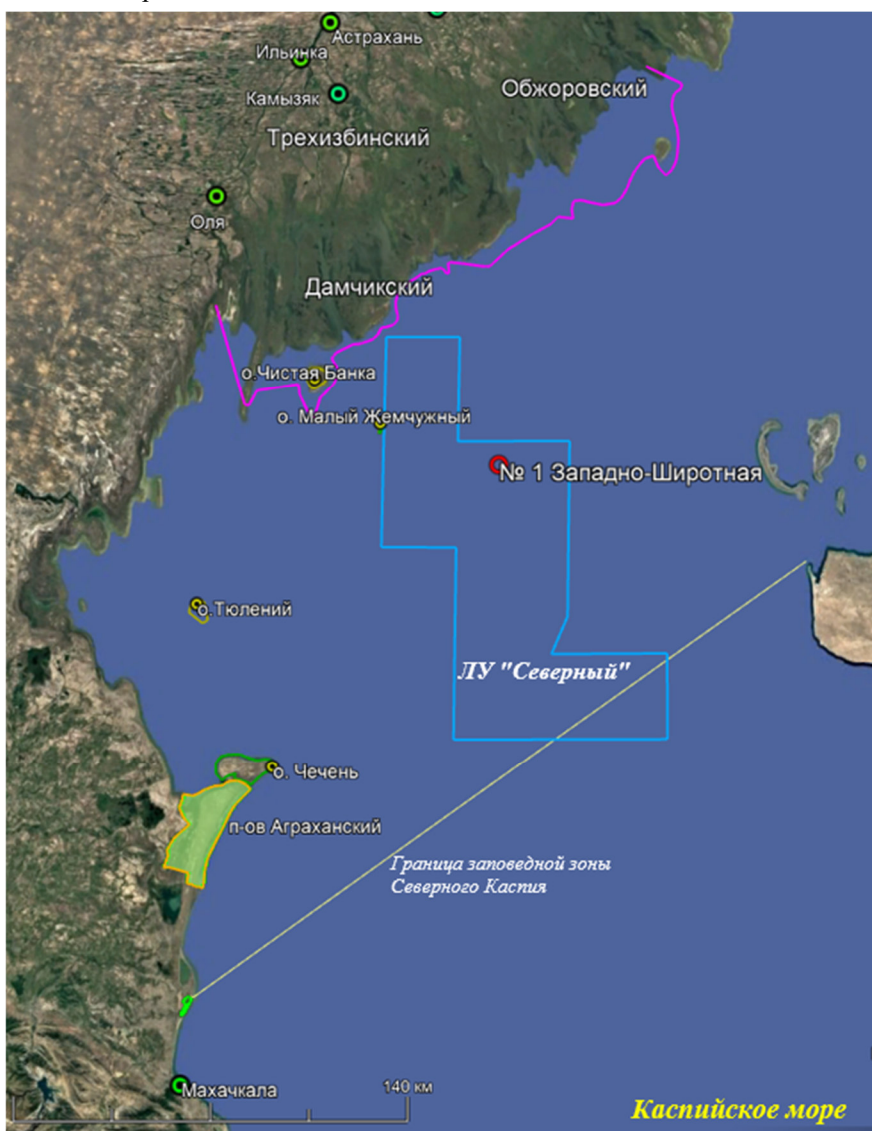 Астрахань
Ильинка
Камызяк
Обжоровский
Трехизбинский
Оля
Дамчикский
о.Чистая Банка
о. Малый Жемчужный
№ 1 Западно-Широтная
о.Тюлений
ЛУ "Северный"
о. Чечень
п-ов Аграханский
Граница заповедной зоны
Северного Каспия
Махачкала
140 км
Каспийское море